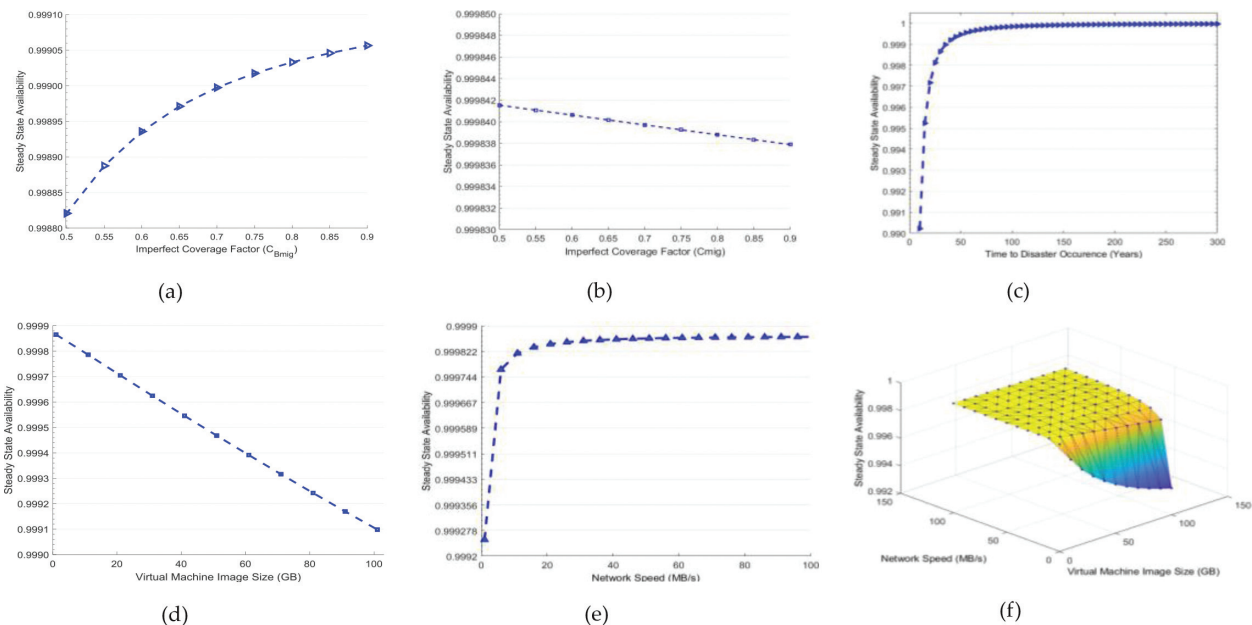 0.99910
0.99905
0.99900
0.99895
0.99890
0.99885
0.99880
Steady State Availability
0.5 0.55 0.6 0.65 0.7 0.75 0.8 0.85 0.9
Imperfect Coverage Factor (C_Bmig)
(a)
0.999850
0.999848
0.999846
0.999844
0.999842
0.999840
0.999838
0.999836
0.999834
0.999832
0.999830
Steady State Availability
0.5 0.55 0.6 0.65 0.7 0.75 0.8 0.85 0.9
Imperfect Coverage Factor (Cmig)
(b)
1
0.999
0.998
0.997
0.996
0.995
0.994
0.993
0.992
0.991
0.990
Steady State Availability
0 50 100 150 200 250 300
Time to Disaster Occurence (Years)
(c)
0.9999
0.9998
0.9997
0.9996
0.9995
0.9994
0.9993
0.9992
0.9991
0.9990
Steady State Availability
0 20 40 60 80 100
Virtual Machine Image Size (GB)
(d)
0.9999
0.999822
0.999744
0.999667
0.999589
0.999511
0.999433
0.999356
0.999278
0.9992
Steady State Availability
0 20 40 60 80 100
Network Speed (MB/s)
(e)
1
0.998
0.996
0.994
0.992
Steady State Availability
150
100
50
0
Network Speed (MB/s)
0
50
100
150
Virtual Machine Image Size (GB)
(f)